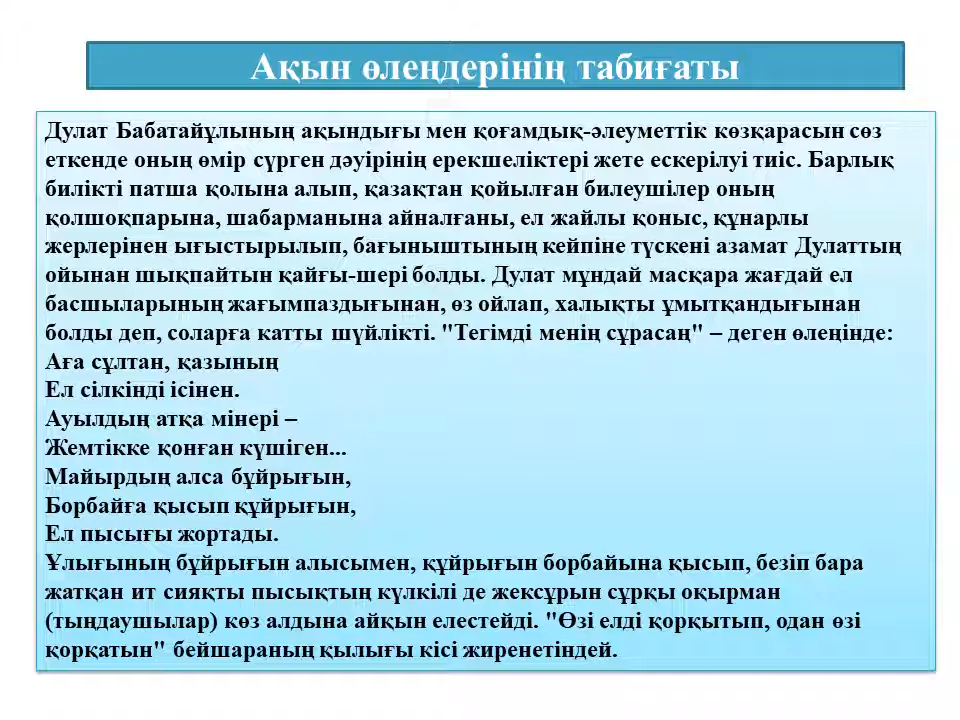 Ақын өлеңдерінің табиғаты
Дулат Бабатайұлының ақындығы мен қоғамдық-әлеуметтік көзқарасын сөз
еткенде оның өмір сүрген дәуірінің ерекшеліктері жете ескерілуі тиіс. Барлық
билікті патша қолына алып, қазақтан қойылған билеушілер оның
қолшоқпарына, шабарманына айналғаны, ел жайлы қоныс, құнарлы
жерлерінен ығыстырылып, бағыныштының кейпіне түскені азамат Дулаттың
ойынан шықпайтын қайғы-шері болды. Дулат мұндай масқара жағдай ел
басшыларының жағымпаздығынан, өз ойлап, халықты ұмытқандығынан
болды деп, соларға катты шүйлікті. "Тегімді менің сұрасаң" – деген өлеңінде:
Аға сұлтан, қазының
Ел сілкінді ісінен.
Ауылдың атқа мінері –
Жемтікке қонған күшіген...
Майырдың алса бұйрығын,
Борбайға қысып құйрығын,
Ел пысығы жортады.
Ұлығының бұйрығын алысымен, құйрығын борбайына қысып, безіп бара
жатқан ит сияқты пысықтың күлкілі де жексұрын сұрқы оқырман
(тыңдаушылар) көз алдына айқын елестейді. "Өзі елді қорқытып, одан өзі
қорқатын" бейшараның қылығы кісі жиренетіндей.